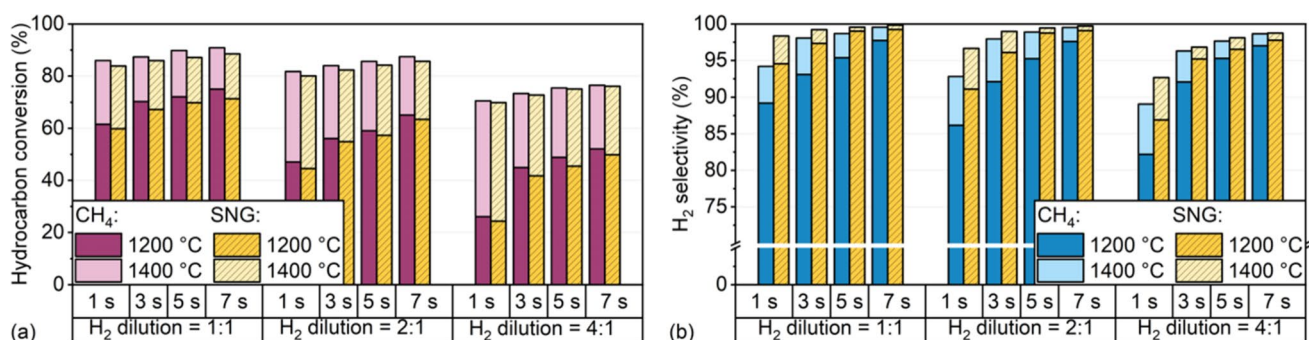 Hydrocarbon conversion (%)
100
80
60
40
20
0
CH4: SNG:
1200 °C 1200 °C
1400 °C 1400 °C
1 s 3 s 5 s 7 s 1 s 3 s 5 s 7 s 1 s 3 s 5 s 7 s
(a) H2 dilution = 1:1 H2 dilution = 2:1 H2 dilution = 4:1
H2 selectivity (%)
100
95
90
85
80
75
0
CH4: SNG:
1200 °C 1200 °C
1400 °C 1400 °C
1 s 3 s 5 s 7 s 1 s 3 s 5 s 7 s 1 s 3 s 5 s 7 s
(b) H2 dilution = 1:1 H2 dilution = 2:1 H2 dilution = 4:1